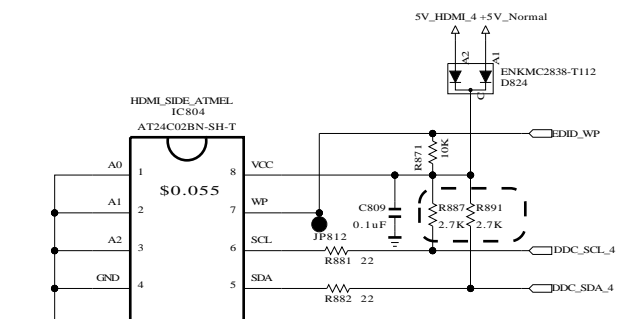 5V_HDMI_4 +5V_Normal
A2
A1
ENKMC2838-T112
D824
C
HDMI_SIDE_ATMEL
IC804
AT24C02BN-SH-T
EDID_WP
R871
10K
A0
1
8
VCC
$0.055
A1
2
7
WP
C809
0.1uF
R887
2.7K
R891
2.7K
JP812
A2
3
6
SCL
R881 22
DDC_SCL_4
GND
4
5
SDA
R882 22
DDC_SDA_4